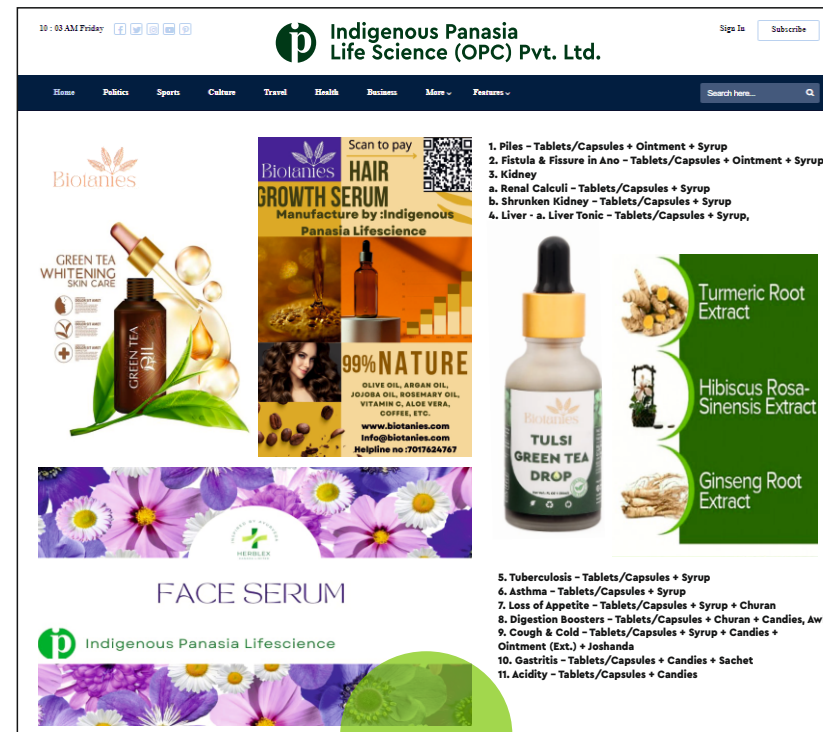 10 : 03 AM Friday
Indigenous Panasia
Life Science (OPC) Pvt. Ltd.
Sign In
Subscribe
Home
Politics
Sports
Culture
Travel
Health
Business
More
Features
Search here...
Biotanies
GREEN TEA
WHITENING
SKIN CARE
GREEN TEA
OIL
Scan to pay
Biotanies
HAIR
GROWTH SERUM
Manufacture by :Indigenous
Panasia Lifescience
99% NATURE
OLIVE OIL, ARGAN OIL,
JOJOBA OIL, ROSEMARY OIL,
VITAMIN C, ALOE VERA,
COFFEE, ETC.
www.biotanies.com
Info@biotanies.com
Helpline no :7017624767
1. Piles – Tablets/Capsules + Ointment + Syrup
2. Fistula & Fissure in Ano – Tablets/Capsules + Ointment + Syrup
3. Kidney
a. Renal Calculi – Tablets/Capsules + Syrup
b. Shrunken Kidney – Tablets/Capsules + Syrup
4. Liver - a. Liver Tonic – Tablets/Capsules + Syrup,
Biotanies
TULSI
GREEN TEA
DROP
Turmeric Root
Extract
Hibiscus Rosa-
Sinensis Extract
Ginseng Root
Extract
HERBLEX
FACE SERUM
Indigenous Panasia Lifescience
5. Tuberculosis – Tablets/Capsules + Syrup
6. Asthma – Tablets/Capsules + Syrup
7. Loss of Appetite – Tablets/Capsules + Syrup + Churan
8. Digestion Boosters – Tablets/Capsules + Churan + Candies, Aw
9. Cough & Cold – Tablets/Capsules + Syrup + Candies +
Ointment (Ext.) + Joshanda
10. Gastritis – Tablets/Capsules + Candies + Sachet
11. Acidity – Tablets/Capsules + Candies